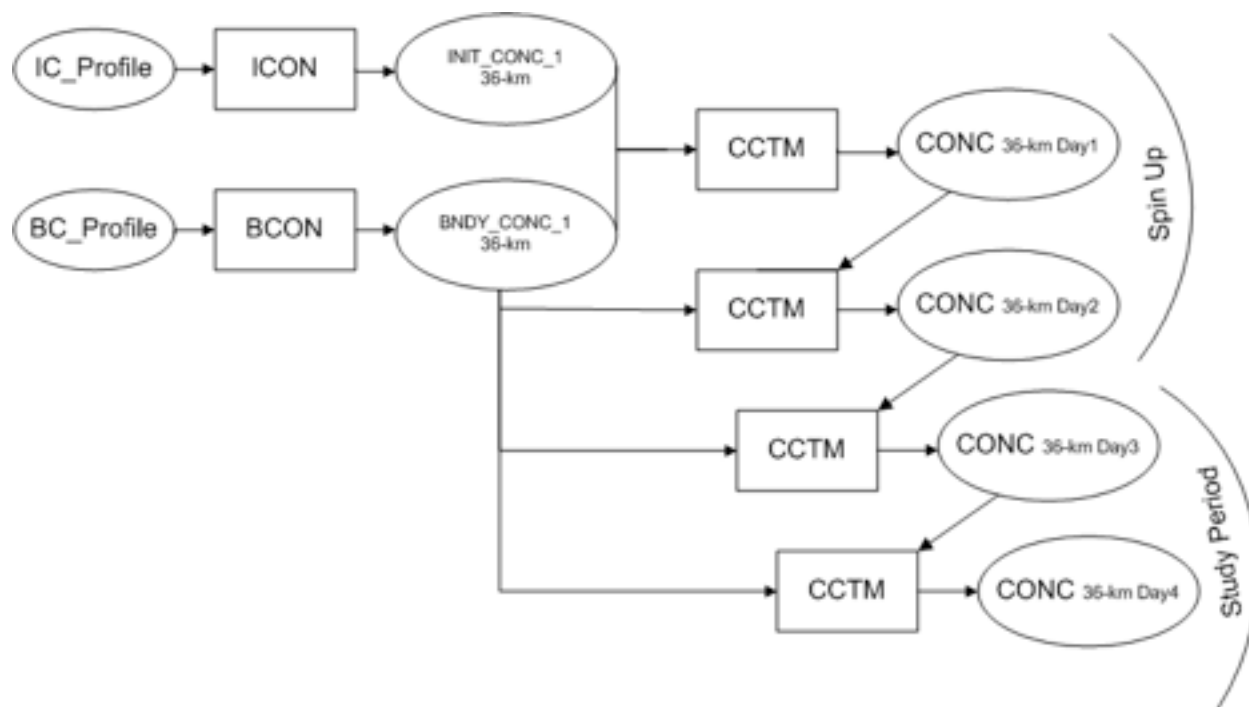 IC_Profile
ICON
INIT_CONC_1
36-km
CCTM
CONC 36-km Day1
BC_Profile
BCON
BNDY_CONC_1
36-km
Spin Up
CCTM
CONC 36-km Day2
CCTM
CONC 36-km Day3
CCTM
CONC 36-km Day4
Study Period